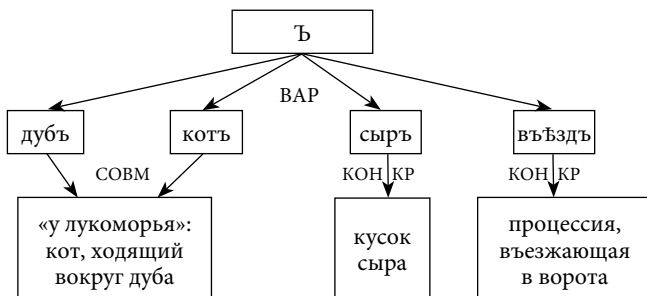 Ъ
ВАР
дубъ
котъ
сыръ
въѣздъ
СОВМ
КОН КР
КОН КР
«у лукоморья»:
кот, ходящий
вокруг дуба
кусок
сыра
процессия,
въезжающая
в ворота